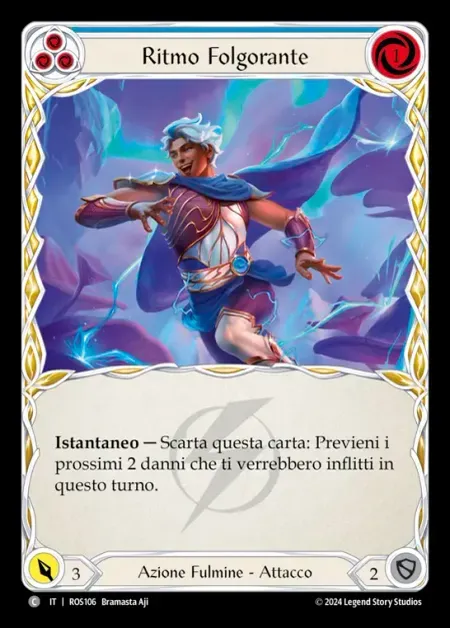 Ritmo Folgorante
1
Istantaneo — Scarta questa carta: Previeni i
prossimi 2 danni che ti verrebbero inflitti in
questo turno.
3
Azione Fulmine - Attacco
2
C IT | ROS106 Bramasta Aji
© 2024 Legend Story Studios